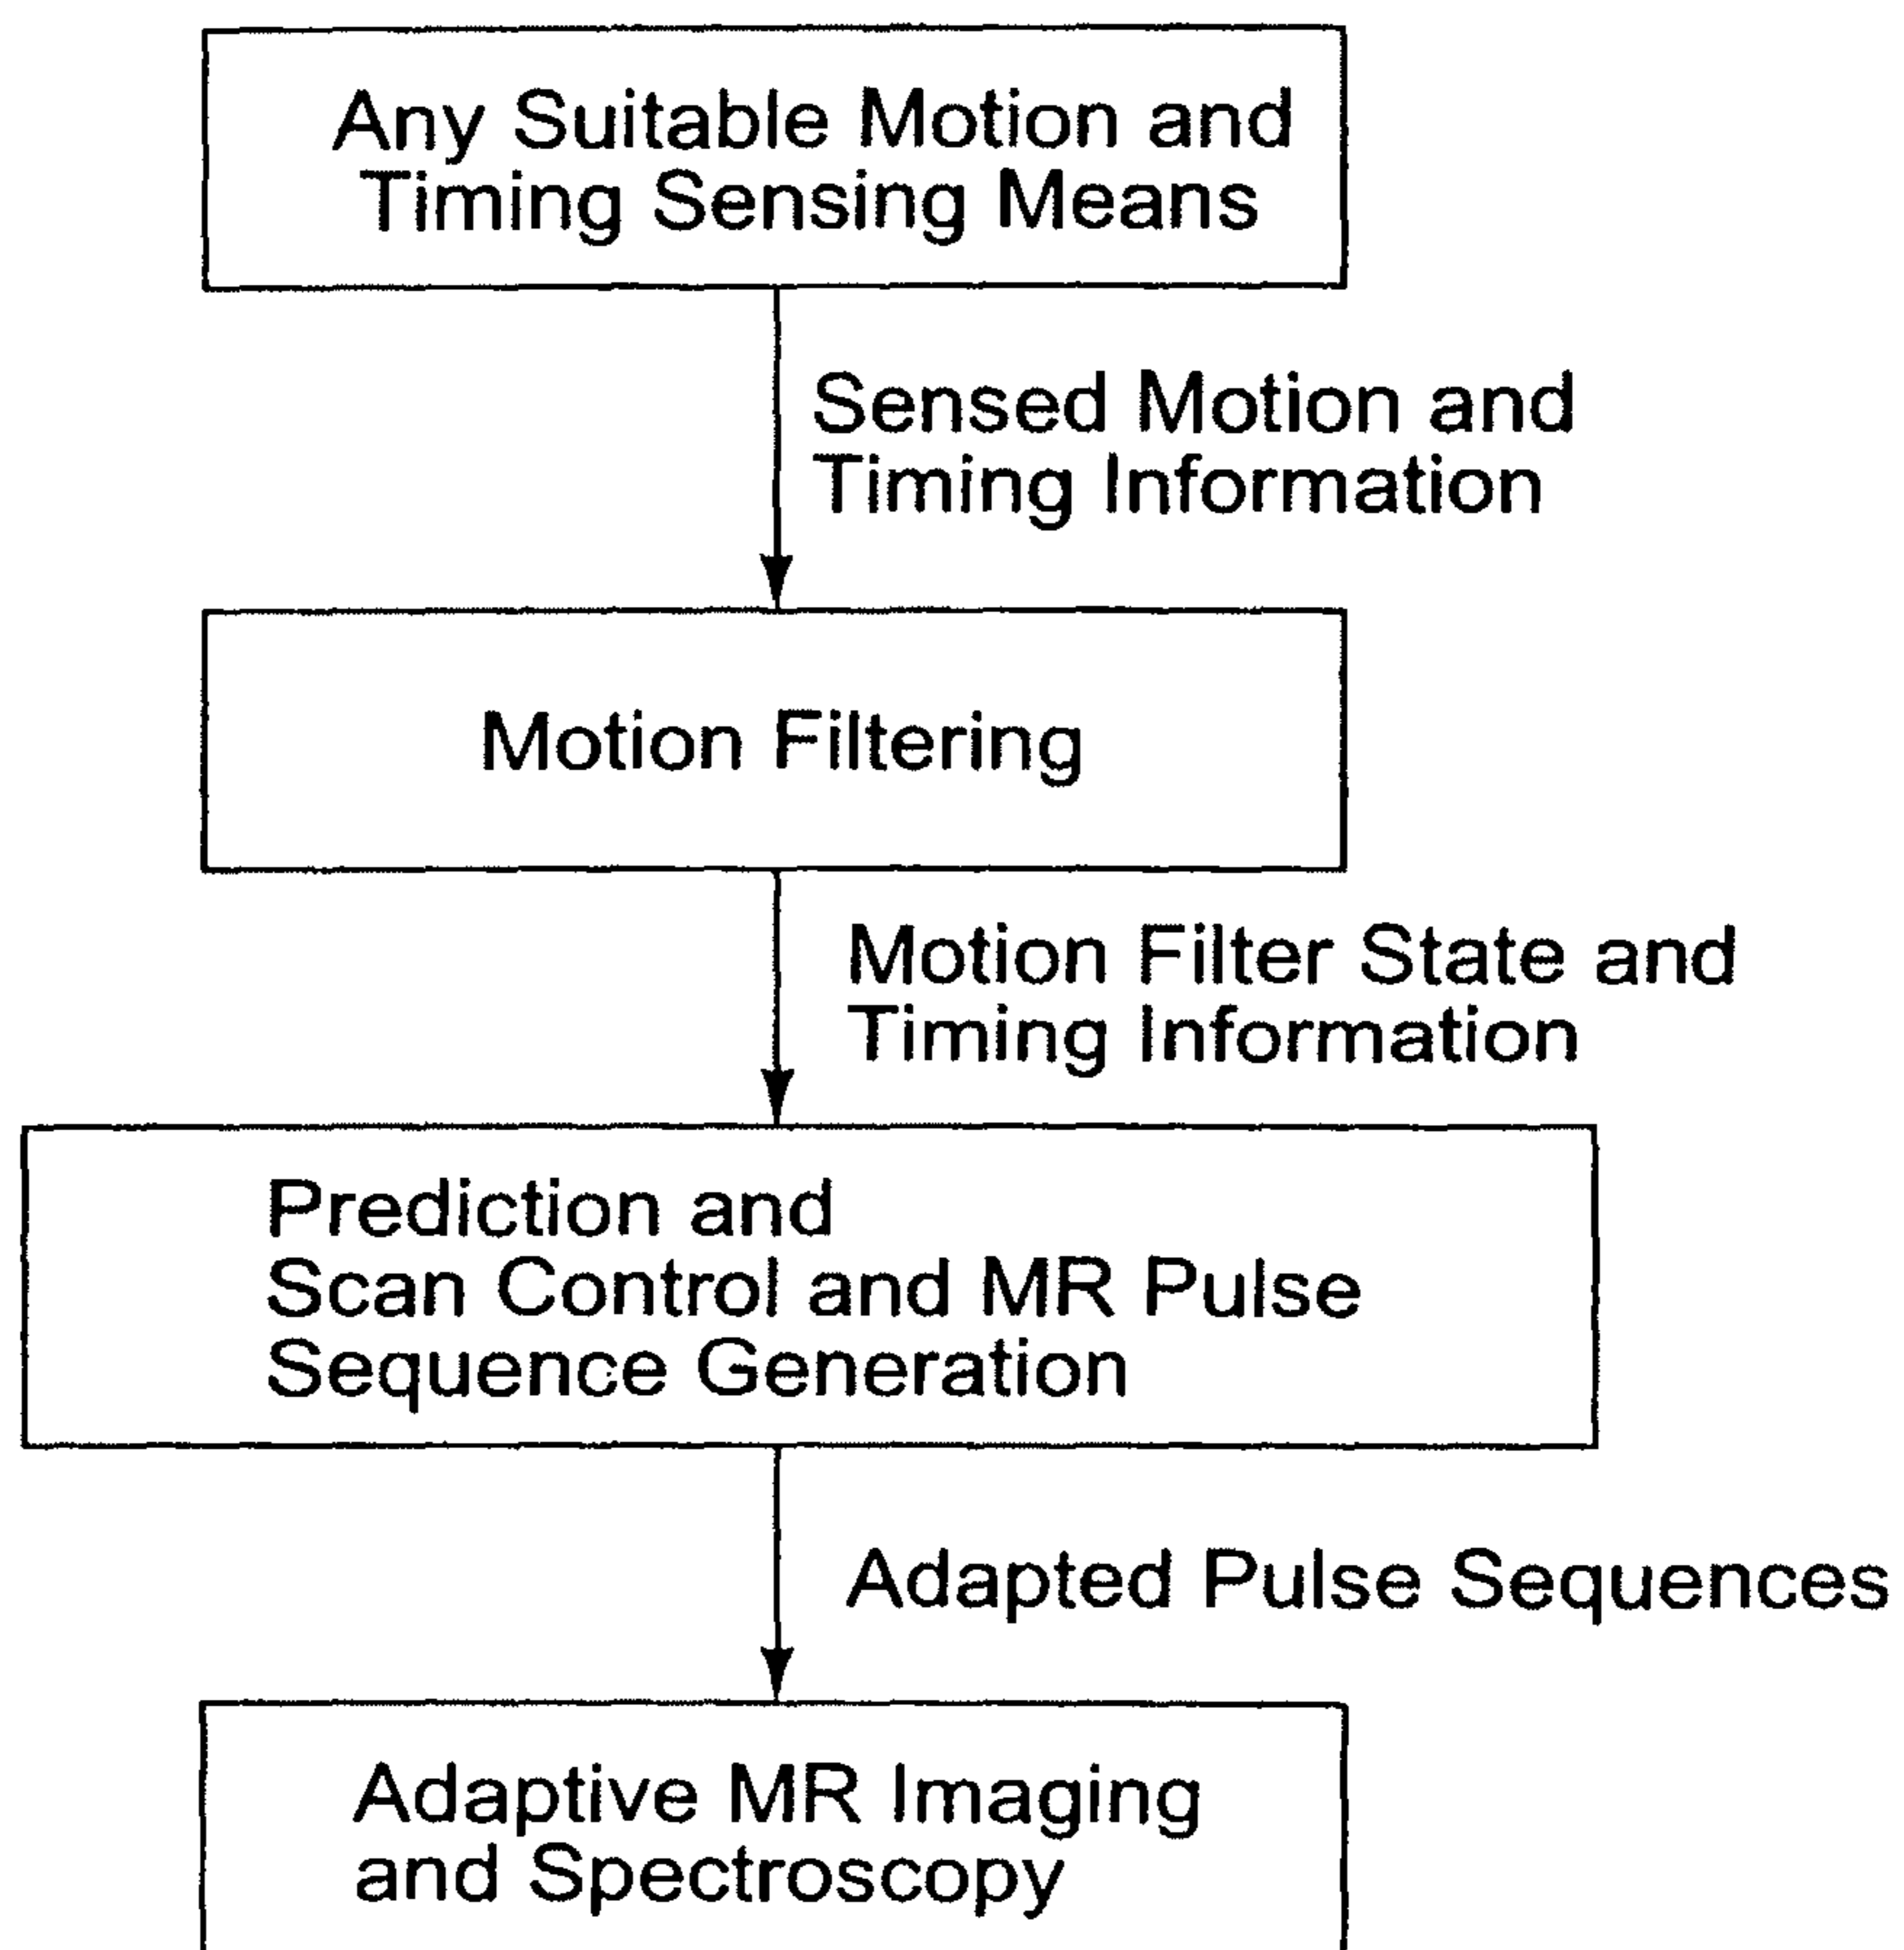 Any Suitable Motion and
Timing Sensing Means
Sensed Motion and
Timing Information
Motion Filtering
Motion Filter State and
Timing Information
Prediction and
Scan Control and MR Pulse
Sequence Generation
Adapted Pulse Sequences
Adaptive MR Imaging
and Spectroscopy